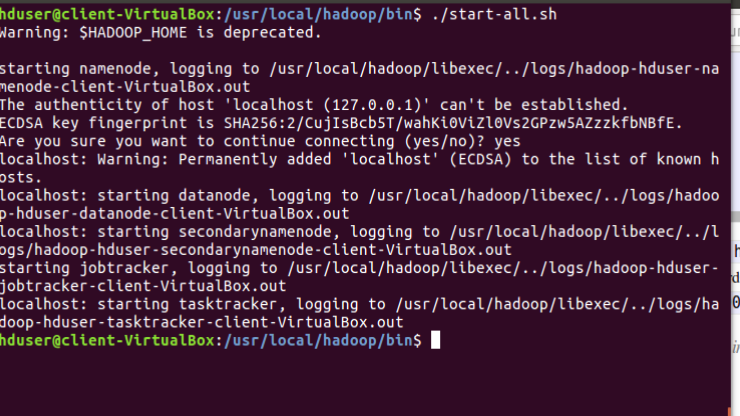 hduser@client-VirtualBox:/usr/local/hadoop/bin$ ./start-all.sh
Warning: $HADOOP_HOME is deprecated.
starting namenode, logging to /usr/local/hadoop/libexec/../logs/hadoop-hduser-na
menode-client-VirtualBox.out
The authenticity of host 'localhost (127.0.0.1)' can't be established.
ECDSA key fingerprint is SHA256:2/CujIsBcb5T/wahKi0ViZl0Vs2GPzw5AZzzkfbNBfE.
Are you sure you want to continue connecting (yes/no)? yes
localhost: Warning: Permanently added 'localhost' (ECDSA) to the list of known h
osts.
localhost: starting datanode, logging to /usr/local/hadoop/libexec/../logs/hadoo
p-hduser-datanode-client-VirtualBox.out
localhost: starting secondarynamenode, logging to /usr/local/hadoop/libexec/../l
ogs/hadoop-hduser-secondarynamenode-client-VirtualBox.out
starting jobtracker, logging to /usr/local/hadoop/libexec/../logs/hadoop-hduser-
jobtracker-client-VirtualBox.out
localhost: starting tasktracker, logging to /usr/local/hadoop/libexec/../logs/ha
doop-hduser-tasktracker-client-VirtualBox.out
hduser@client-VirtualBox:/usr/local/hadoop/bin$